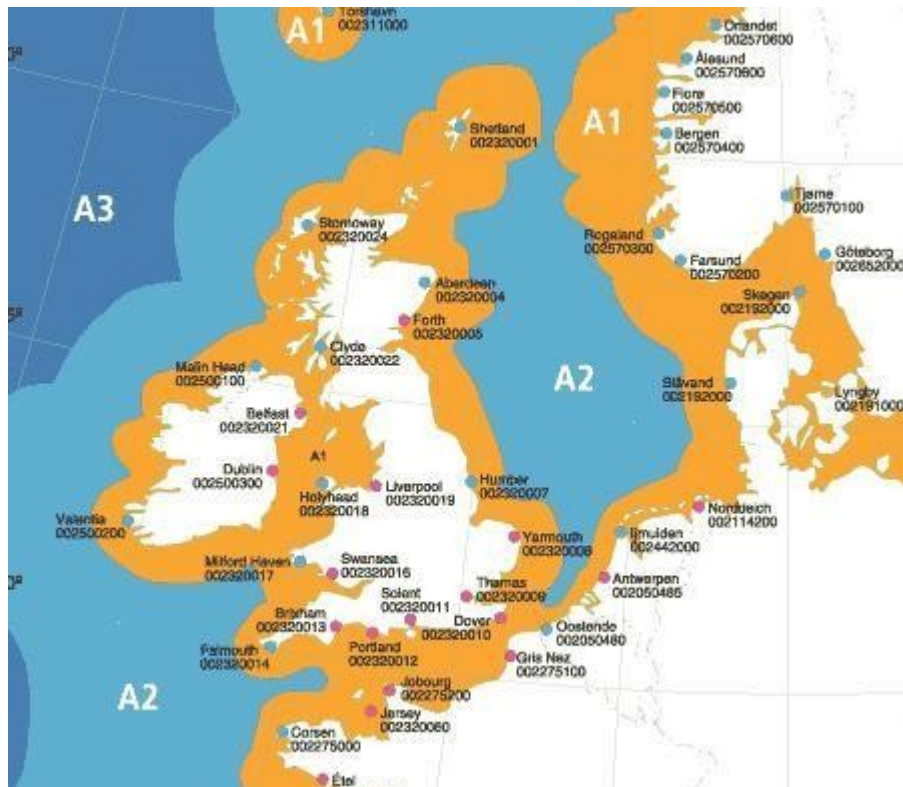 Torshavn
002311000
A1
Orlandet
002570600
Ålesund
002570800
Florø
002570500
A1
Bergen
002570400
Shetland
002320001
A3
Tjøme
002570100
Stornoway
002320024
Rogaland
002570300
Göteborg
002652000
Farsund
002570200
Aberdeen
002320004
Skagen
002192000
Forth
002320005
Clyde
002320022
Malin Head
002500100
A2
Blåvand
002192000
Lyngby
002191000
Belfast
002320021
A1
Dublin
002500300
Holyhead
002320018
Liverpool
002320019
Humber
002320007
Norddeich
002114200
Valentia
002500200
Yarmouth
002320008
Ijmuiden
002442000
Milford Haven
002320017
Swansea
002320016
Antwerpen
002050485
Thamas
002320009
Solent
002320011
Brixham
002320013
Dover
002320010
Oostende
002050480
Falmouth
002320014
Portland
002320012
Gris Nez
002275100
A2
Jobourg
002275200
Jersey
002320060
Corsen
002275000
Étel